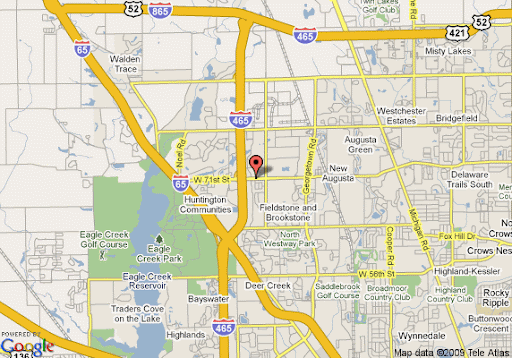 52
865
65
Walden
Trace
465
Twin Lakes
Golf Club
52
421
Misty Lakes
465
Westchester
Estates
Bridgefield
Noel Rd
Georgetown Rd
Augusta
Green
W 71st St
New
Augusta
Delaware
Trails South
65
Huntington
Communities
Fieldstone and
Brookstone
Michigan Rd
Eagle Creek
Golf Course
Eagle
Creek Park
North
Westway Park
Cooper Rd
Fox Hill Dr
Crows Nest
W 56th St
Eagle Creek
Reservoir
Deer Creek
Saddlebrook
Golf Course
Broadmoor
Country Club
Highland
Country Club
Highland-Kessler
Rocky
Ripple
Bayswater
Traders Cove
on the Lake
Highlands
465
Wynnedale
Buttonwood
Crescent
POWERED BY
Google
136
Map data ©2009 Tele Atlas